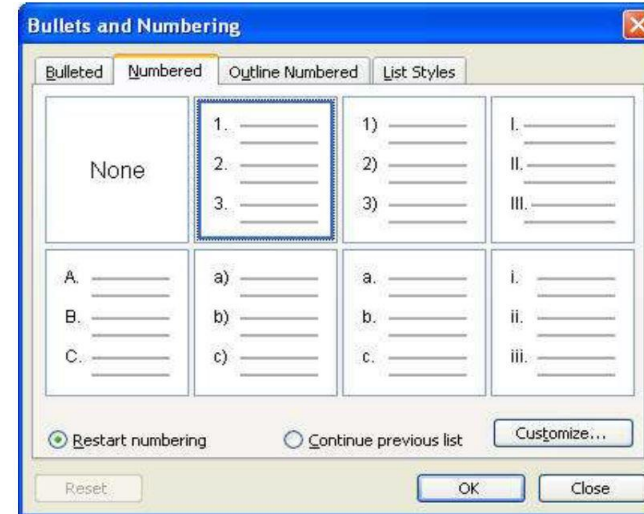 Bullets and Numbering
Bulleted Numbered Outline Numbered List Styles
None
1.
2.
3.
1)
2)
3)
I.
II.
III.
A.
B.
C.
a)
b)
c)
a.
b.
c.
i.
ii.
iii.
Restart numbering Continue previous list Customize...
Reset OK Close